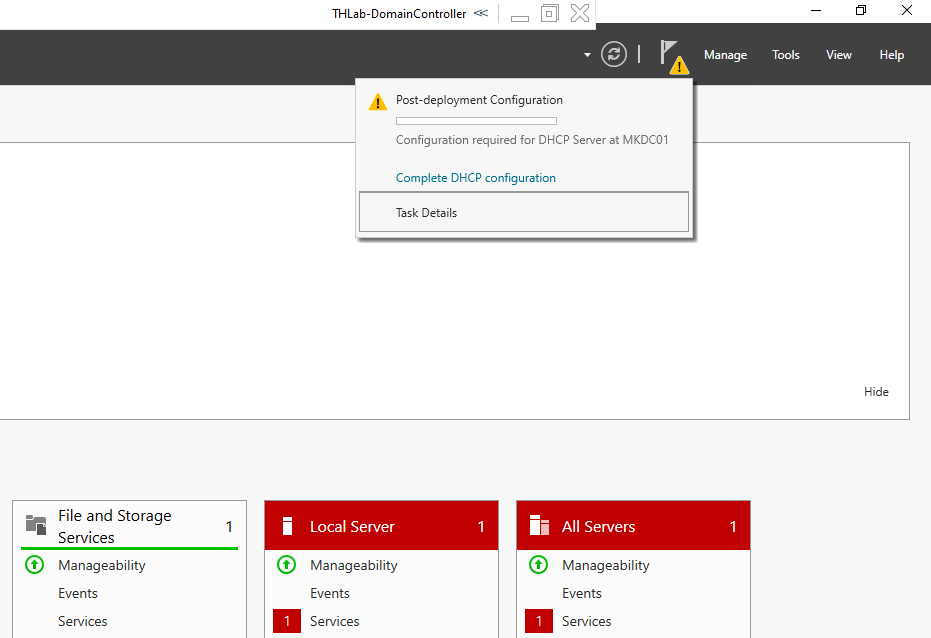 THLab-DomainController
Manage Tools View Help
Post-deployment Configuration
Configuration required for DHCP Server at MKDC01
Complete DHCP configuration
Task Details
Hide
File and Storage
Services
1
Manageability
Events
Services
Local Server 1
Manageability
Events
1 Services
All Servers 1
Manageability
Events
1 Services